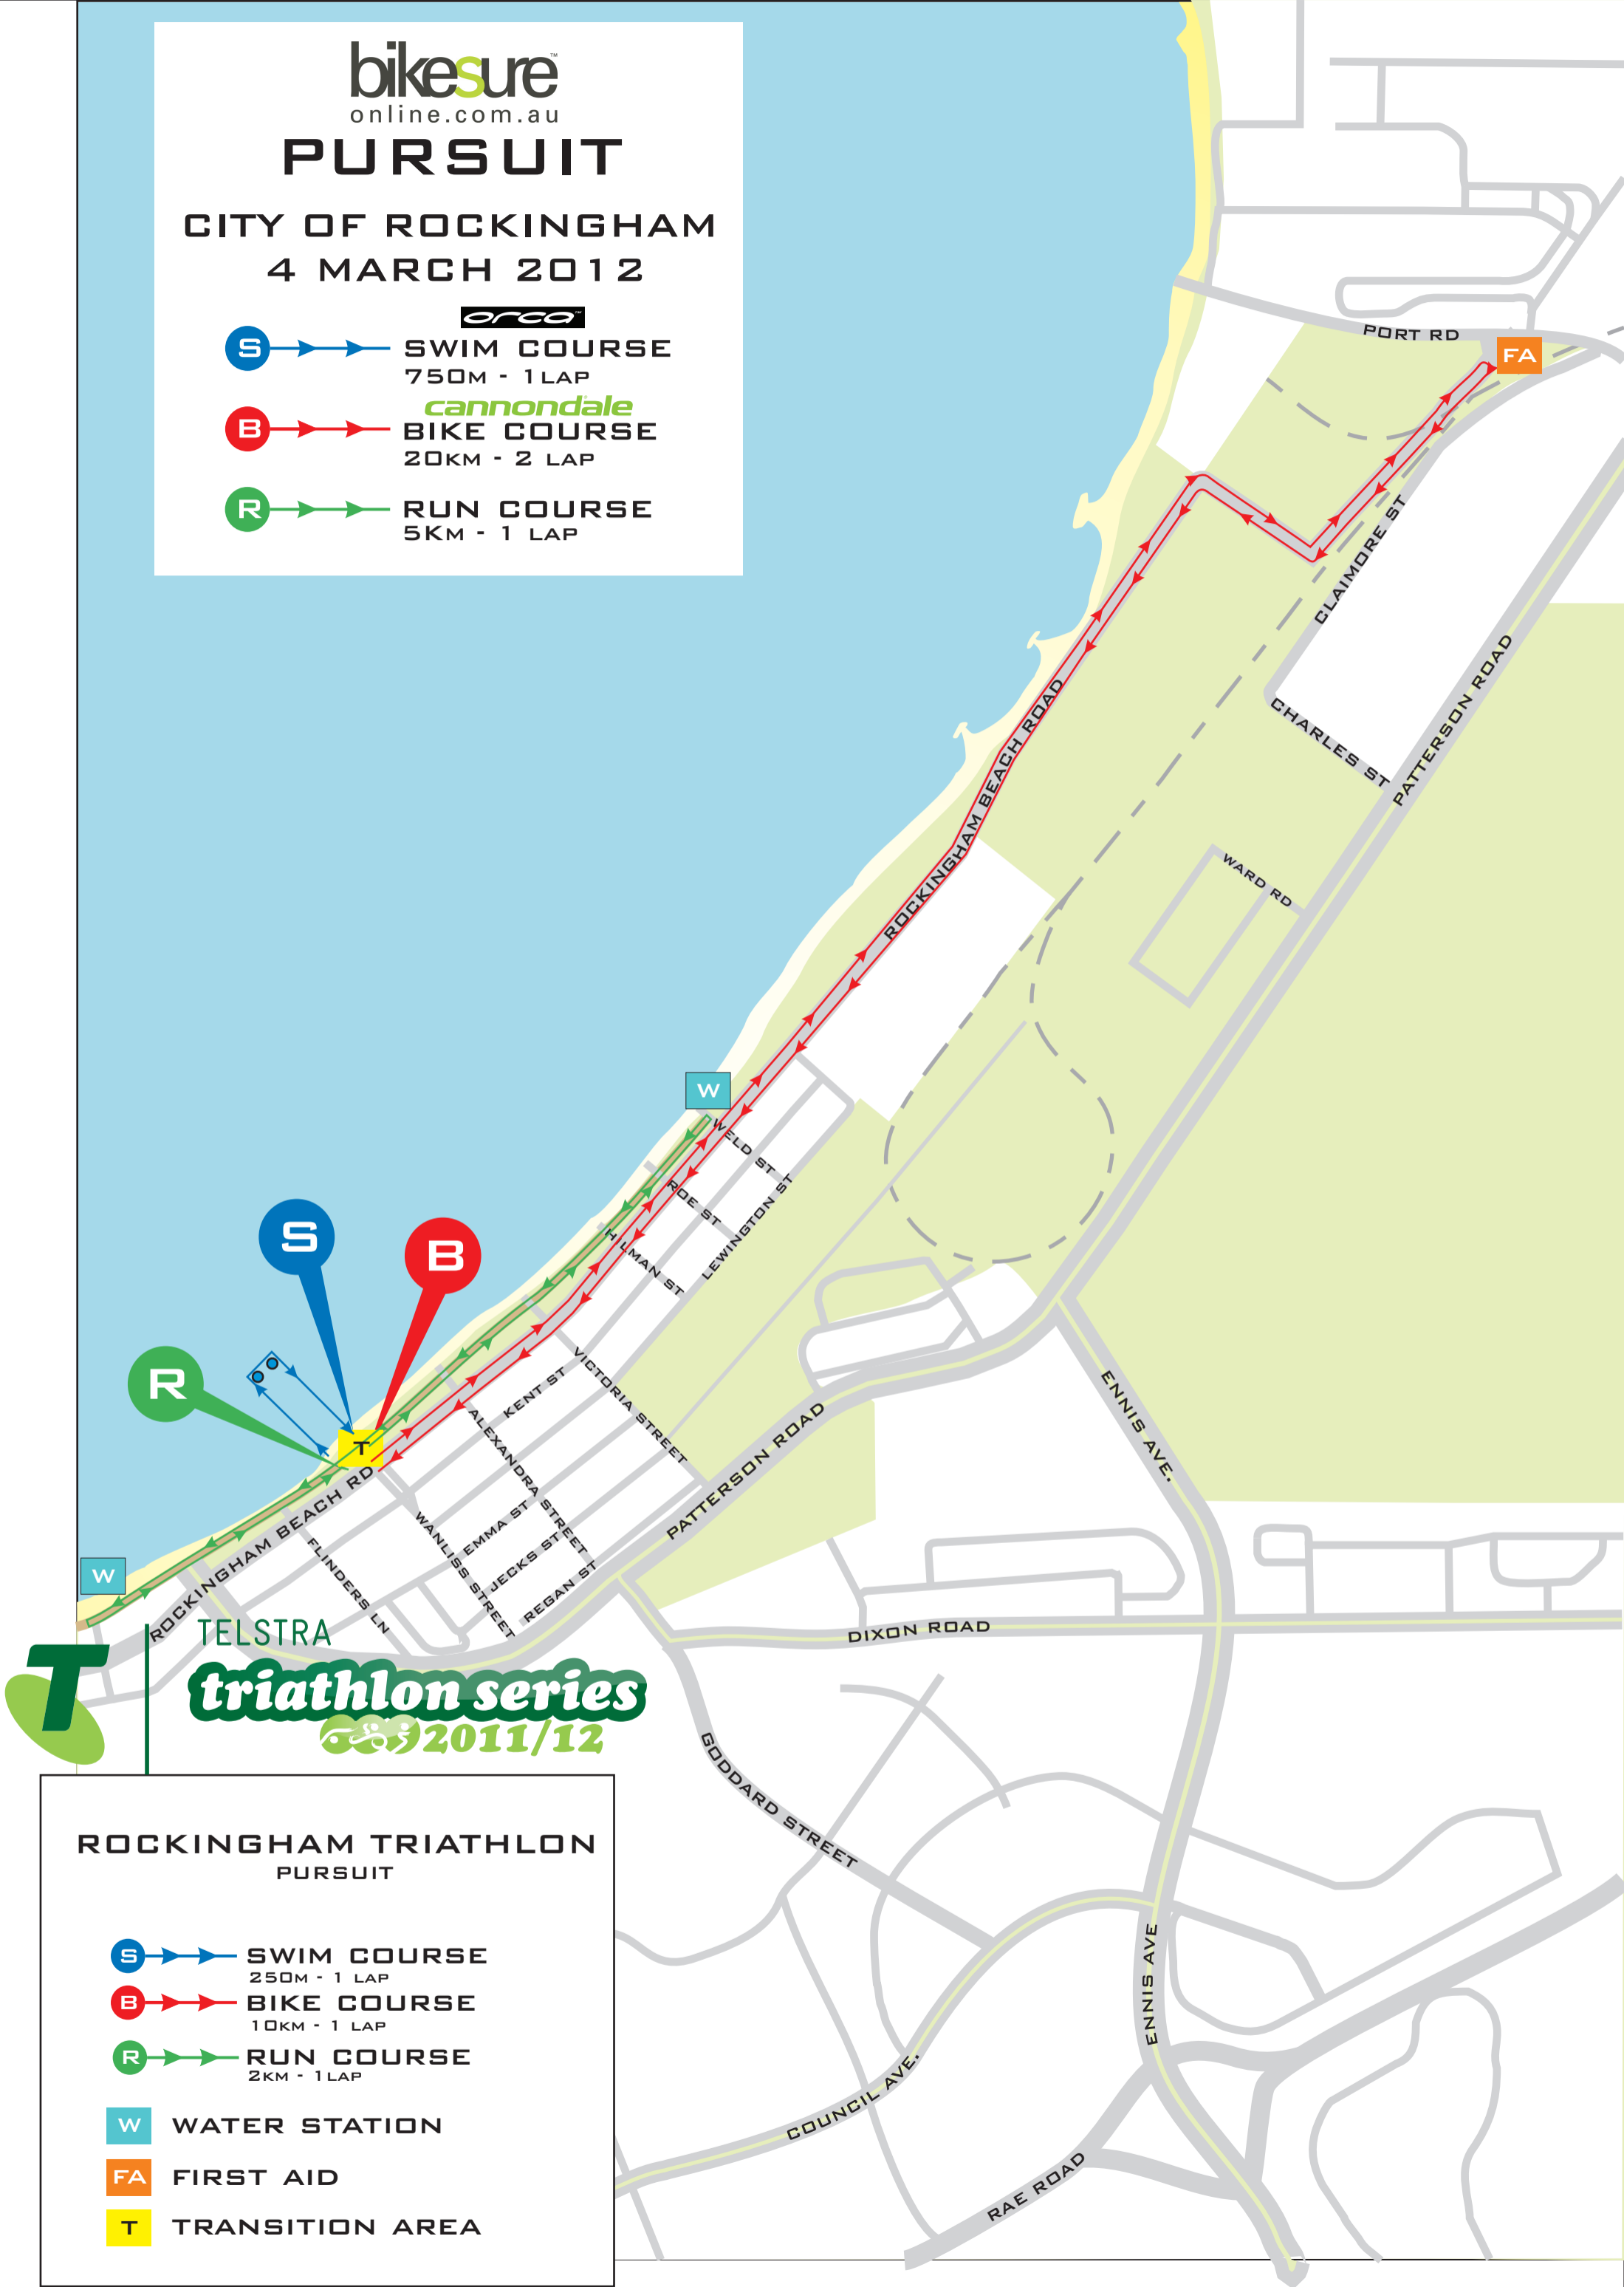 bikesure™
online.com.au
PURSUIT
CITY OF ROCKINGHAM
4 MARCH 2012
orca™
S SWIM COURSE
750M - 1 LAP
cannondale
B BIKE COURSE
20KM - 2 LAP
R RUN COURSE
5KM - 1 LAP
PORT RD
FA
CLAIMORE ST
PATTERSON ROAD
CHARLES ST
ROCKINGHAM BEACH ROAD
WARD RD
W
WELD ST
ROE ST
LEWINGTON ST
HILMAN ST
S
B
R
T
VICTORIA STREET
KENT ST
ALEXANDRA STREET
ENNIS AVE.
PATTERSON ROAD
ROCKINGHAM BEACH RD
WANLISS STREET
EMMA ST
JECKS ST
REGAN ST
FLINDERS LN
W
DIXON ROAD
T
TELSTRA
triathlon series
2011/12
GODDARD STREET
ENNIS AVE
COUNCIL AVE.
RAE ROAD
ROCKINGHAM TRIATHLON
PURSUIT
S SWIM COURSE
250M - 1 LAP
B BIKE COURSE
10KM - 1 LAP
R RUN COURSE
2KM - 1LAP
W WATER STATION
FA FIRST AID
T TRANSITION AREA